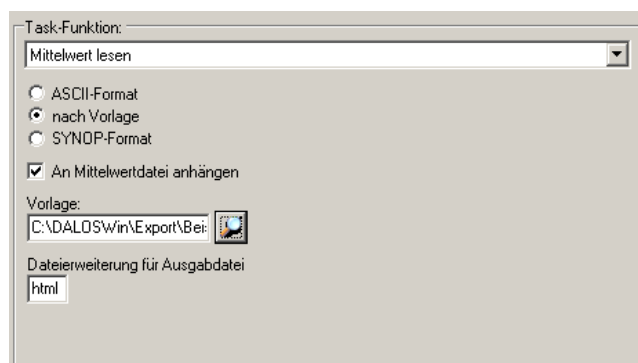 Task-Funktion:
Mittelwert lesen
ASCII-Format
nach Vorlage
SYNOP-Format
An Mittelwertdatei anhängen
Vorlage:
C:\DALOSWin\Export\Beis
Dateierweiterung für Ausgabdatei
html